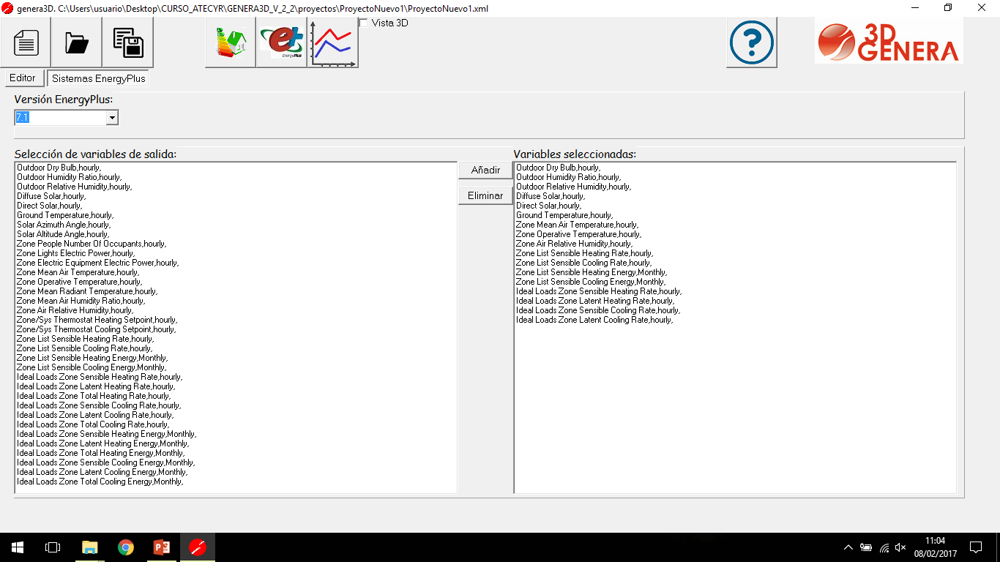 genera3D. C:\Users\usuario\Desktop\CURSO_ATECYR\GENERA3D_V_2_2\proyectos\ProyectoNuevo1\ProyectoNuevo1.xml
et
EnergyPlus
Vista 3D
?
3D
GENERA
Editor
Sistemas EnergyPlus
Versión EnergyPlus:
7.1
Selección de variables de salida:
Outdoor Dry Bulb,hourly,
Outdoor Humidity Ratio,hourly,
Outdoor Relative Humidity,hourly,
Diffuse Solar,hourly,
Direct Solar,hourly,
Ground Temperature,hourly,
Solar Azimuth Angle,hourly,
Solar Altitude Angle,hourly,
Zone People Number Of Occupants,hourly,
Zone Lights Electric Power,hourly,
Zone Electric Equipment Electric Power,hourly,
Zone Mean Air Temperature,hourly,
Zone Operative Temperature,hourly,
Zone Mean Radiant Temperature,hourly,
Zone Mean Air Humidity Ratio,hourly,
Zone Air Relative Humidity,hourly,
Zone/Sys Thermostat Heating Setpoint,hourly,
Zone/Sys Thermostat Cooling Setpoint,hourly,
Zone List Sensible Heating Rate,hourly,
Zone List Sensible Cooling Rate,hourly,
Zone List Sensible Heating Energy,Monthly,
Zone List Sensible Cooling Energy,Monthly,
Ideal Loads Zone Sensible Heating Rate,hourly,
Ideal Loads Zone Latent Heating Rate,hourly,
Ideal Loads Zone Total Heating Rate,hourly,
Ideal Loads Zone Sensible Cooling Rate,hourly,
Ideal Loads Zone Latent Cooling Rate,hourly,
Ideal Loads Zone Total Cooling Rate,hourly,
Ideal Loads Zone Sensible Heating Energy,Monthly,
Ideal Loads Zone Latent Heating Energy,Monthly,
Ideal Loads Zone Total Heating Energy,Monthly,
Ideal Loads Zone Sensible Cooling Energy,Monthly,
Ideal Loads Zone Latent Cooling Energy,Monthly,
Ideal Loads Zone Total Cooling Energy,Monthly,
Añadir
Eliminar
Variables seleccionadas:
Outdoor Dry Bulb,hourly,
Outdoor Humidity Ratio,hourly,
Outdoor Relative Humidity,hourly,
Diffuse Solar,hourly,
Direct Solar,hourly,
Ground Temperature,hourly,
Zone Mean Air Temperature,hourly,
Zone Operative Temperature,hourly,
Zone Air Relative Humidity,hourly,
Zone List Sensible Heating Rate,hourly,
Zone List Sensible Cooling Rate,hourly,
Zone List Sensible Heating Energy,Monthly,
Zone List Sensible Cooling Energy,Monthly,
Ideal Loads Zone Sensible Heating Rate,hourly,
Ideal Loads Zone Latent Heating Rate,hourly,
Ideal Loads Zone Sensible Cooling Rate,hourly,
Ideal Loads Zone Latent Cooling Rate,hourly,
11:04
08/02/2017